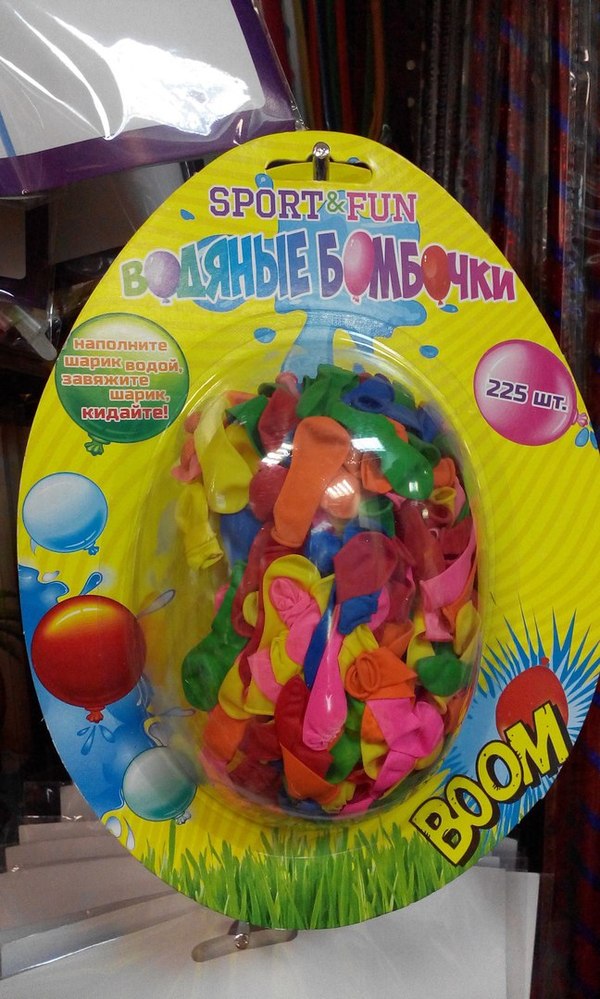 SPORT&FUN
ВОДЯНЫЕ БОМБОЧКИ
наполните
шарик водой,
завяжите
шарик,
кидайте!
225 шт.
BOOM